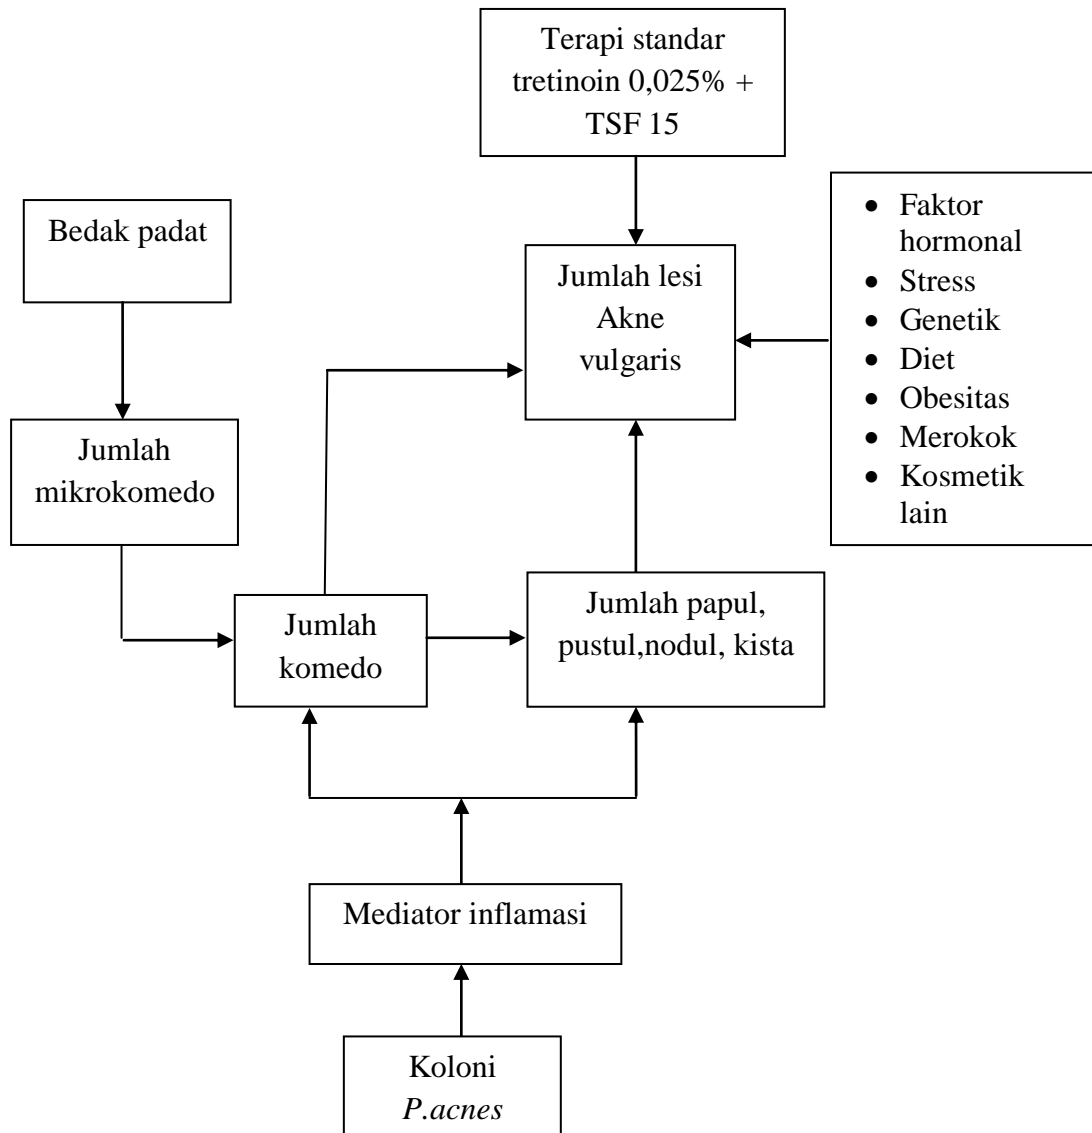 Terapi standar
tretinoin 0,025% +
TSF 15
Bedak padat
Jumlah lesi
Akne
vulgaris
• Faktor
hormonal
• Stress
• Genetik
• Diet
• Obesitas
• Merokok
• Kosmetik
lain
Jumlah
mikrokomedo
Jumlah
komedo
Jumlah papul,
pustul,nodul, kista
Mediator inflamasi
Koloni
P.acnes